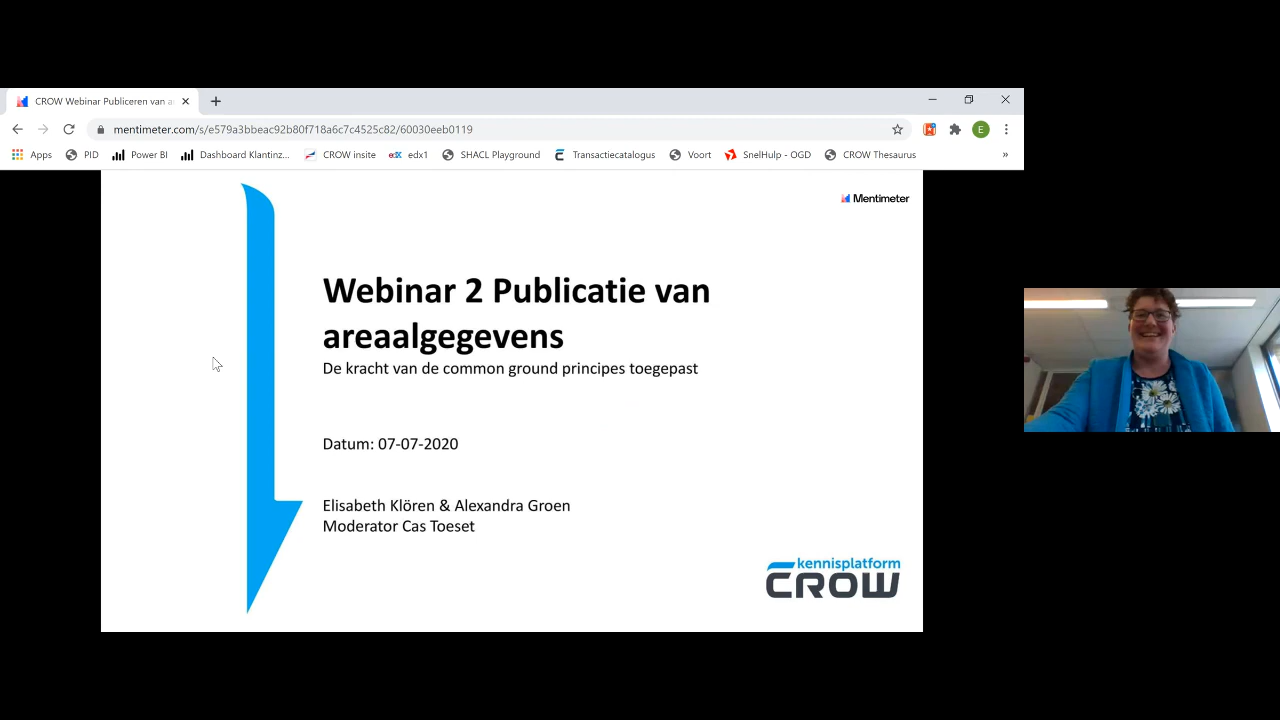 CROW Webinar Publiceren van a
mentimeter.com/s/e579a3bbeac92b80f718a6c7c4525c82/60030eeb0119
E
Apps PID Power BI Dashboard Klantinz... CROW insite edx edx1 SHACL Playground Transactiecatalogus Voort SnelHulp - OGD CROW Thesaurus »
Mentimeter
Webinar 2 Publicatie van
areaalgegevens
De kracht van de common ground principes toegepast
Datum: 07-07-2020
Elisabeth Klören & Alexandra Groen
Moderator Cas Toeset
kennisplatform
CROW